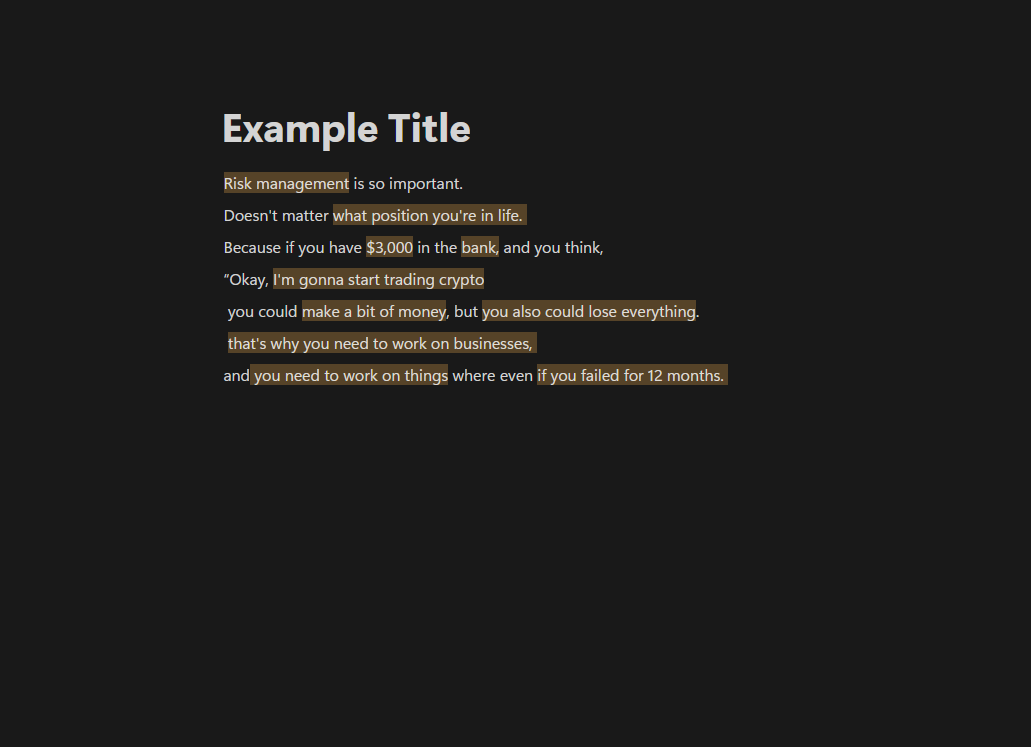 Example Title
Risk management is so important.
Doesn't matter what position you're in life.
Because if you have $3,000 in the bank, and you think,
“Okay, I'm gonna start trading crypto
you could make a bit of money, but you also could lose everything.
that's why you need to work on businesses,
and you need to work on things where even if you failed for 12 months.